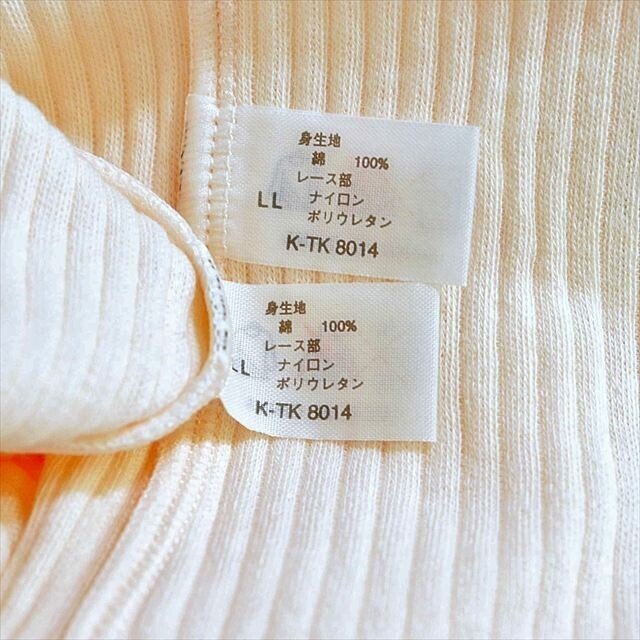 身生地
綿 100%
レース部
LL ナイロン
ポリウレタン
K-TK 8014
身生地
綿 100%
レース部
LL ナイロン
ポリウレタン
K-TK 8014